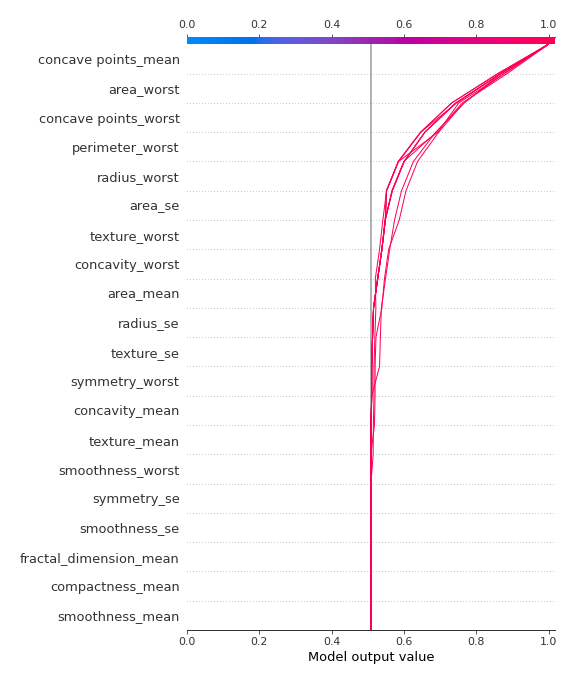 0.0 0.2 0.4 0.6 0.8 1.0
concave points_mean
area_worst
concave points_worst
perimeter_worst
radius_worst
area_se
texture_worst
concavity_worst
area_mean
radius_se
texture_se
symmetry_worst
concavity_mean
texture_mean
smoothness_worst
symmetry_se
smoothness_se
fractal_dimension_mean
compactness_mean
smoothness_mean
0.0 0.2 0.4 0.6 0.8 1.0
Model output value